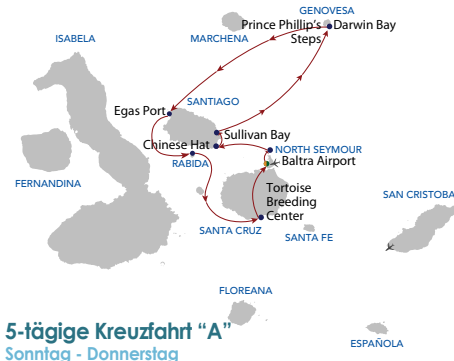 GENOVESA
Prince Phillip's Darwin Bay
Steps
MARCHENA
ISABELA
Egas Port
SANTIAGO
Sullivan Bay
Chinese Hat
NORTH SEYMOUR
RABIDA
Baltra Airport
FERNANDINA
Tortoise
Breeding
Center
SAN CRISTOBA
SANTA CRUZ
SANTA FE
FLOREANA
5-tägige Kreuzfahrt “A”
ESPAÑOLA
Sonntag - Donnerstag